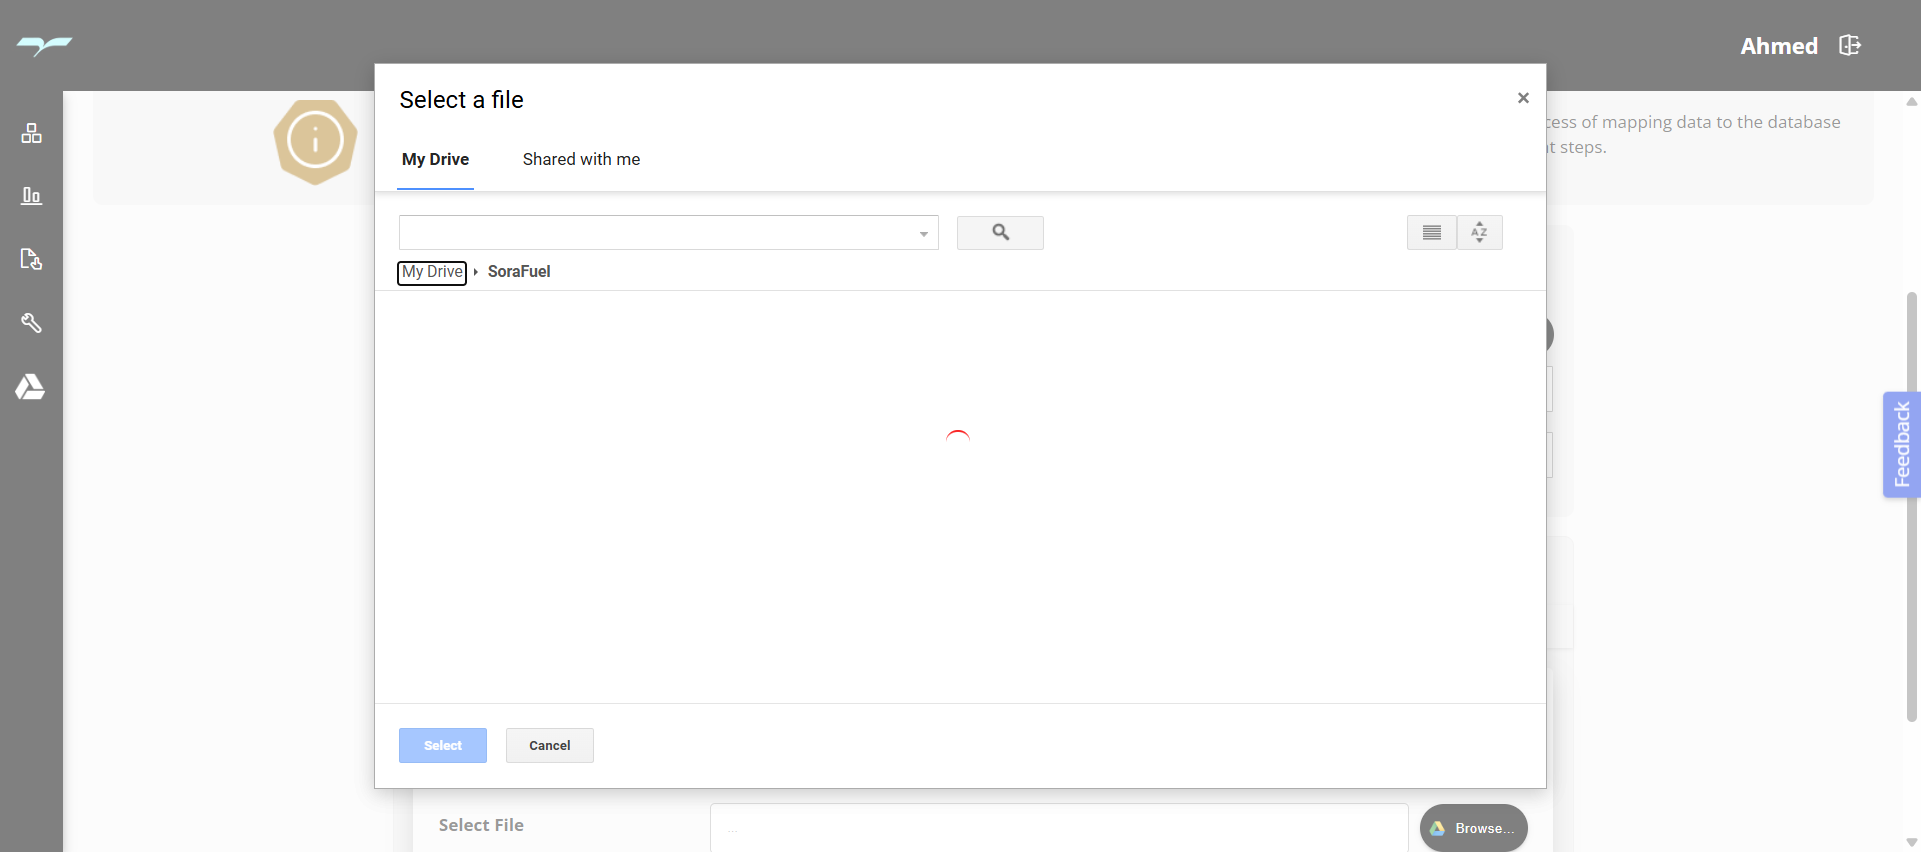 Ahmed
Select a file
×
cess of mapping data to the database
t steps.
My Drive
Shared with me
A Z
My Drive
SoraFuel
Feedback
Select
Cancel
Select File
...
Browse...